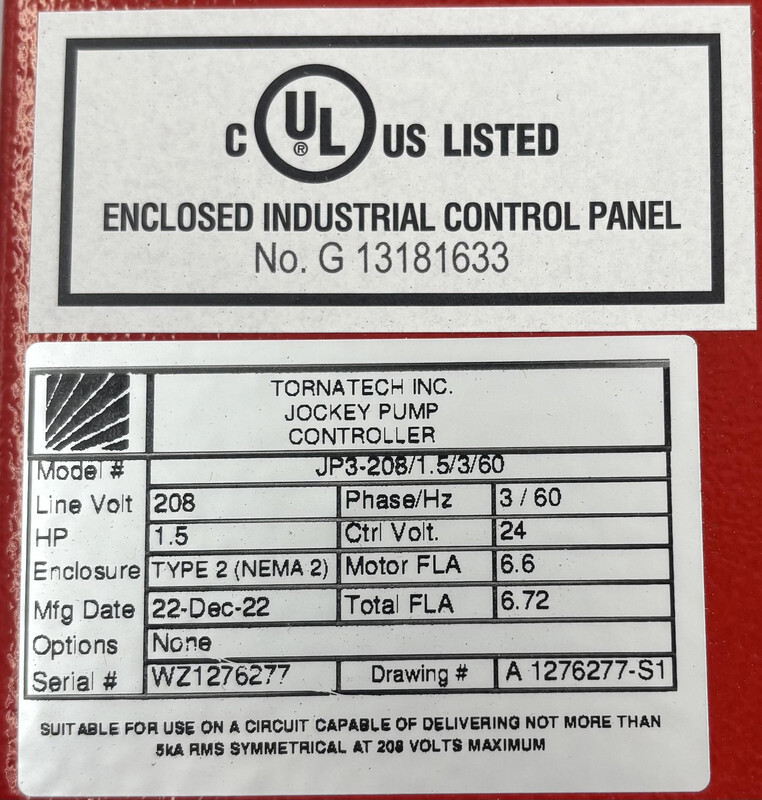 C UL® US LISTED
ENCLOSED INDUSTRIAL CONTROL PANEL
No. G 13181633
TORNATECH INC.
JOCKEY PUMP
CONTROLLER
Model # JP3-208/1.5/3/60
Line Volt 208 Phase/Hz 3 / 60
HP 1.5 Ctrl Volt. 24
Enclosure TYPE 2 (NEMA 2) Motor FLA 6.6
Mfg Date 22-Dec-22 Total FLA 6.72
Options None
Serial # WZ1276277 Drawing # A 1276277-S1
SUITABLE FOR USE ON A CIRCUIT CAPABLE OF DELIVERING NOT MORE THAN
5kA RMS SYMMETRICAL AT 208 VOLTS MAXIMUM